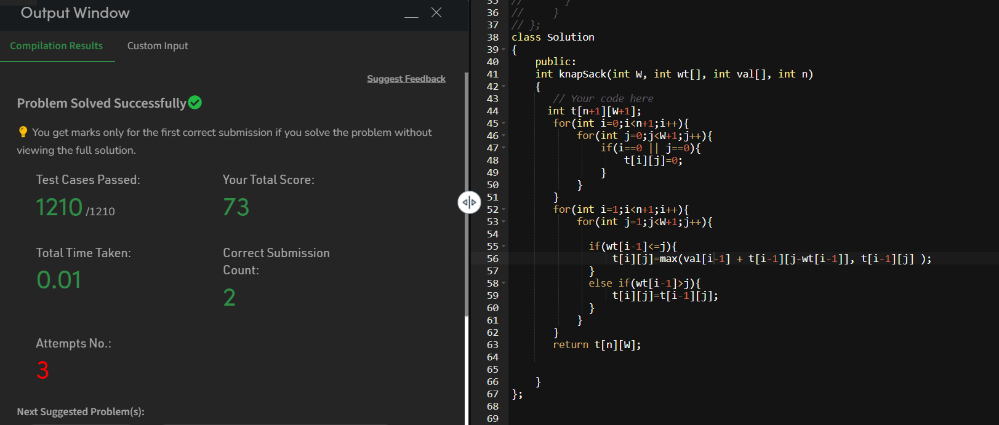 Output Window
Compilation Results
Custom Input
Suggest Feedback
Problem Solved Successfully
You get marks only for the first correct submission if you solve the problem without
viewing the full solution.
Test Cases Passed:
1210 /1210
Your Total Score:
73
Total Time Taken:
0.01
Correct Submission
Count:
2
Attempts No.:
3
Next Suggested Problem(s):
35 // }
36 // }
37 // };
38 class Solution
39 {
40 public:
41 int knapSack(int W, int wt[], int val[], int n)
42 {
43 // Your code here
44 int t[n+1][W+1];
45 for(int i=0;i<n+1;i++){
46 for(int j=0;j<W+1;j++){
47 if(i==0 || j==0){
48 t[i][j]=0;
49 }
50 }
51 }
52 for(int i=1;i<n+1;i++){
53 for(int j=1;j<W+1;j++){
54
55 if(wt[i-1]<=j){
56 t[i][j]=max(val[i-1] + t[i-1][j-wt[i-1]], t[i-1][j] );
57 }
58 else if(wt[i-1]>j){
59 t[i][j]=t[i-1][j];
60 }
61 }
62 }
63 return t[n][W];
64
65
66 }
67 };
68
69